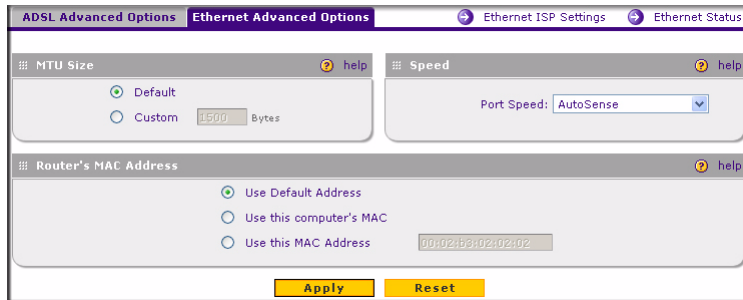 ADSL Advanced Options Ethernet Advanced Options Ethernet ISP Settings Ethernet Status
MTU Size help
Default
Custom 1500 Bytes
Speed help
Port Speed: AutoSense
Router's MAC Address help
Use Default Address
Use this computer's MAC
Use this MAC Address 00:02:b3:02:02:02
Apply Reset